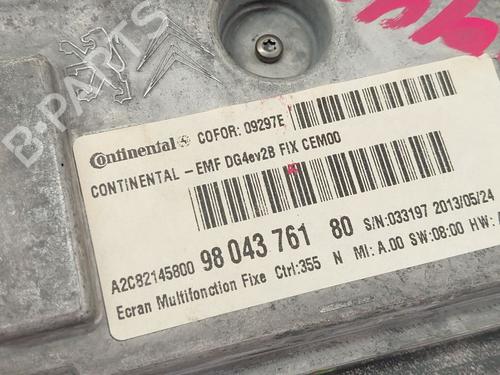 B-PARTS
Continental COFOR: 09297E
CONTINENTAL - EMF DG4ev2B FIX CEM00
A2C82145800 98 043 761 80 S/N:033197 2013/05/24
Ecran Multifonction Fixe Ctrl:355 N MI:A.00 SW:08:00 HW: